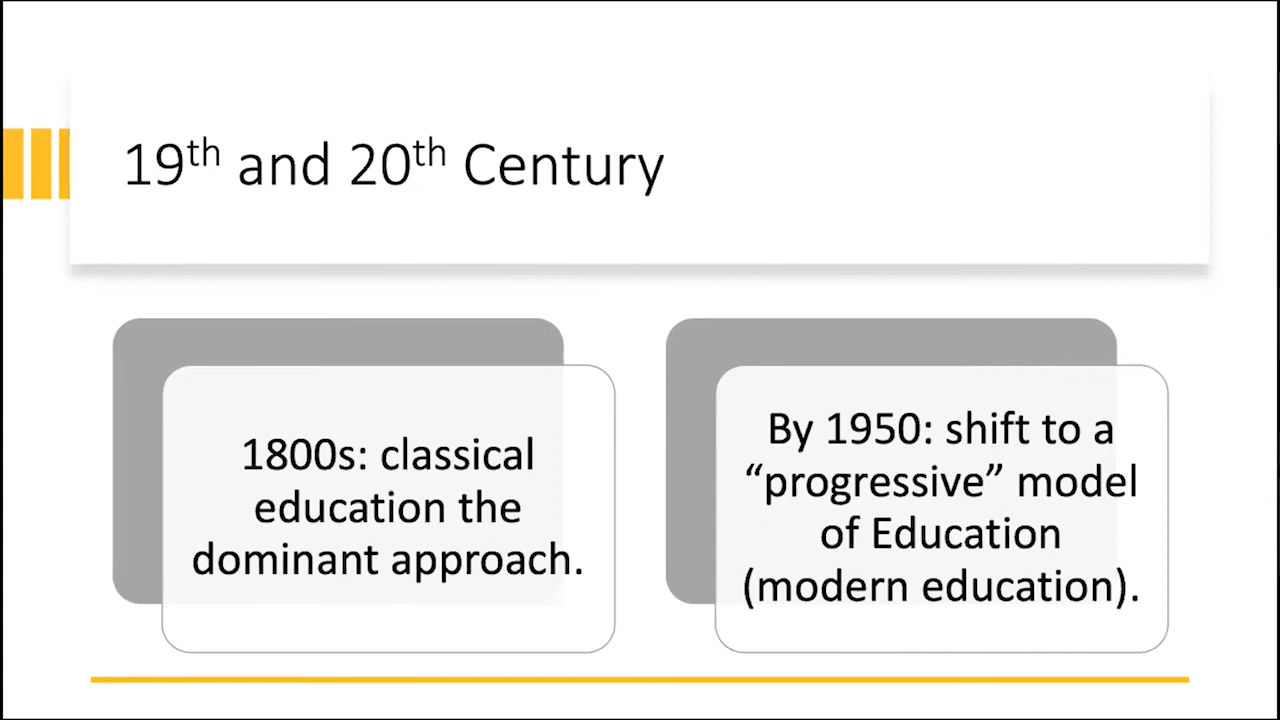 19th and 20th Century
1800s: classical
education the
dominant approach.
By 1950: shift to a
“progressive” model
of Education
(modern education).